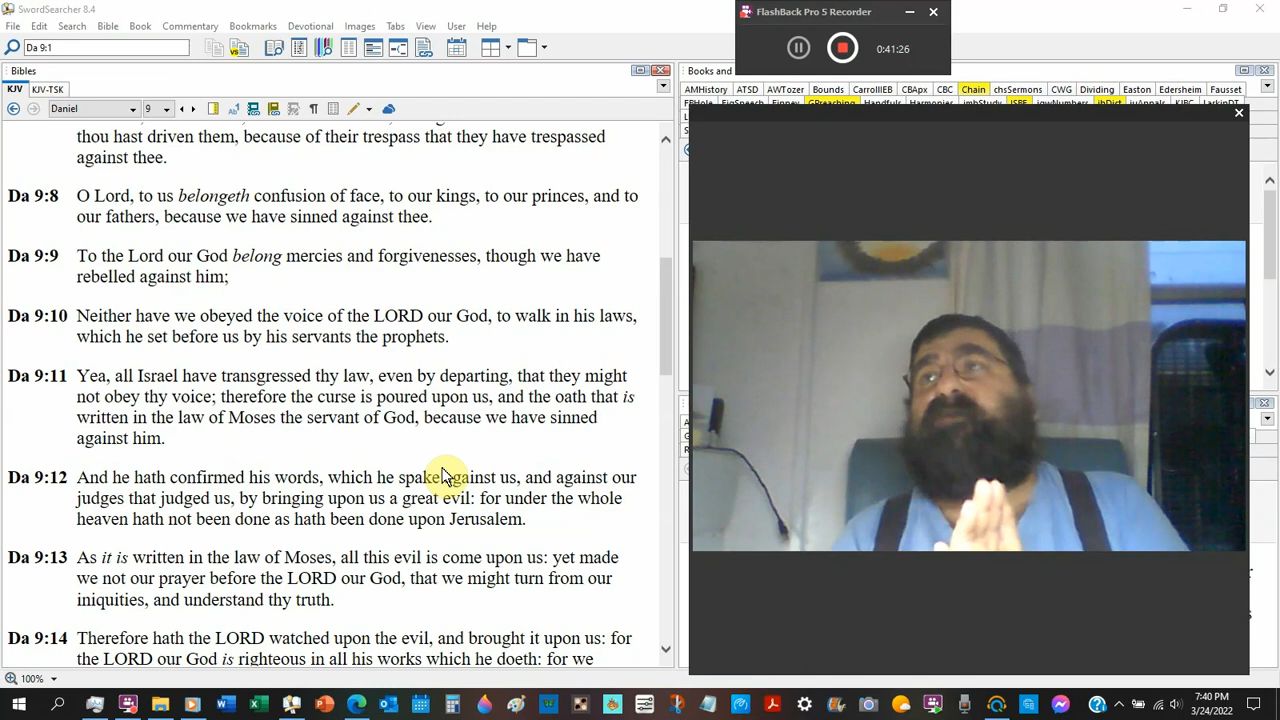 SwordSearcher 8.4
FlashBack Pro 5 Recorder
File Edit Search Bible Book Commentary Bookmarks Devotional Images Tabs View User Help
0:41:26
Da 9:1
Bibles
Books and
KJV KJV-TSK
AMHistory ATSD AWTozer Bounds CarrollIEB CBApx CBC Chain chsSermons CWG Dividing Easton Edersheim Fausset
Daniel 9
thou hast driven them, because of their trespass that they have trespassed
against thee.
Da 9:8 O Lord, to us belongeth confusion of face, to our kings, to our princes, and to
our fathers, because we have sinned against thee.
Da 9:9 To the Lord our God belong mercies and forgivenesses, though we have
rebelled against him;
Da 9:10 Neither have we obeyed the voice of the LORD our God, to walk in his laws,
which he set before us by his servants the prophets.
Da 9:11 Yea, all Israel have transgressed thy law, even by departing, that they might
not obey thy voice; therefore the curse is poured upon us, and the oath that is
written in the law of Moses the servant of God, because we have sinned
against him.
Da 9:12 And he hath confirmed his words, which he spake against us, and against our
judges that judged us, by bringing upon us a great evil: for under the whole
heaven hath not been done as hath been done upon Jerusalem.
Da 9:13 As it is written in the law of Moses, all this evil is come upon us: yet made
we not our prayer before the LORD our God, that we might turn from our
iniquities, and understand thy truth.
Da 9:14 Therefore hath the LORD watched upon the evil, and brought it upon us: for
the LORD our God is righteous in all his works which he doeth: for we
100%
7:40 PM
3/24/2022